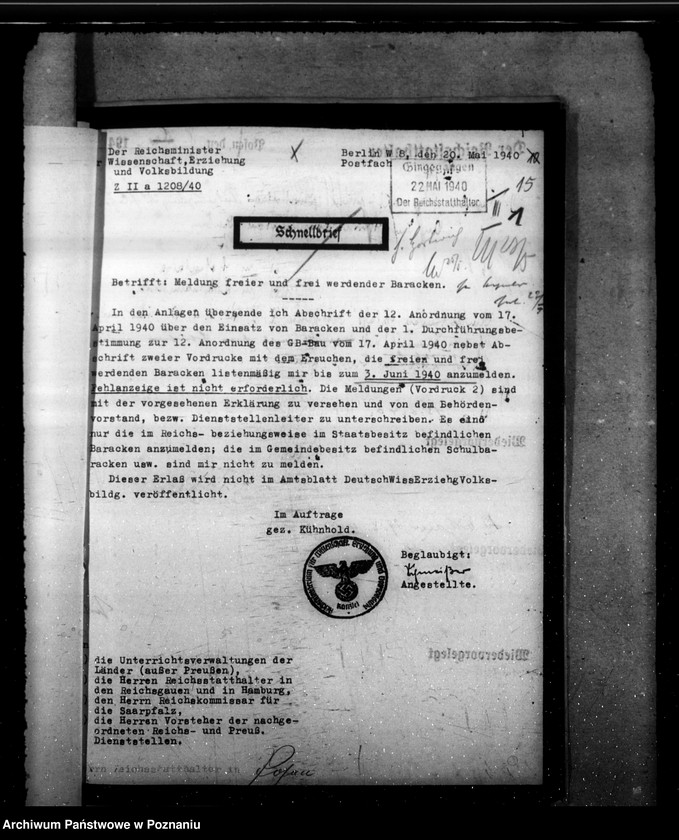 Der Reichsminister
Wissenschaft, Erziehung
und Volksbildung
Z II a 1208/40
Berlin W 8, den 20. Mai 1940
Postfach
Eingegangen
22 MAI 1940
Der Reichsstatthalter
15
Schnellbrief
Betrifft: Meldung freier und frei werdender Baracken.
-----
In den Anlagen übersende ich Abschrift der 12. Anordnung vom 17.
April 1940 über den Einsatz von Baracken und der 1. Durchführungsbe-
stimmung zur 12. Anordnung des GB-Bau vom 17. April 1940 nebst Ab-
schrift zweier Vordrucke mit dem Ersuchen, die freien und frei
werdenden Baracken listenmäßig mir bis zum 3. Juni 1940 anzumelden.
Fehlanzeige ist nicht erforderlich. Die Meldungen (Vordruck 2) sind
mit der vorgesehenen Erklärung zu versehen und von dem Behörden-
vorstand, bezw. Dienststellenleiter zu unterschreiben. Es sind
nur die im Reichs- beziehungsweise im Staatsbesitz befindlichen
Baracken anzumelden; die im Gemeindebesitz befindlichen Schulba-
racken usw. sind mir nicht zu melden.
Dieser Erlaß wird nicht im Amtsblatt DeutschWissErziehgVolks-
bildg. veröffentlicht.
Im Auftrage
gez. Kühnhold.
Beglaubigt:
Angestellte.
die Unterrichtsverwaltungen der
Länder (außer Preußen),
die Herren Reichsstatthalter in
den Reichsgauen und in Hamburg,
den Herrn Reichskommissar für
die Saarpfalz,
die Herren Vorsteher der nachge-
ordneten Reichs- und Preuß.
Dienststellen.
Reichsstatthalter in Posen
Archiwum Państwowe w Poznaniu